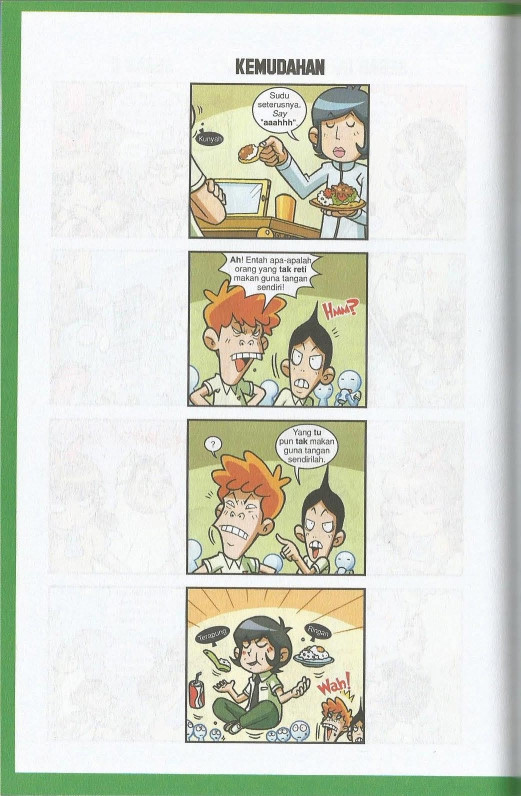 KEMUDAHAN
Sudu
seterusnya.
Say
"aaahhh".
Kunyah
Ah! Entah apa-apalah
orang yang tak reti
makan guna tangan
sendiri!
HMM?
?
Yang tu
pun tak makan
guna tangan
sendirilah.
Terapung
Ringan
Wah!